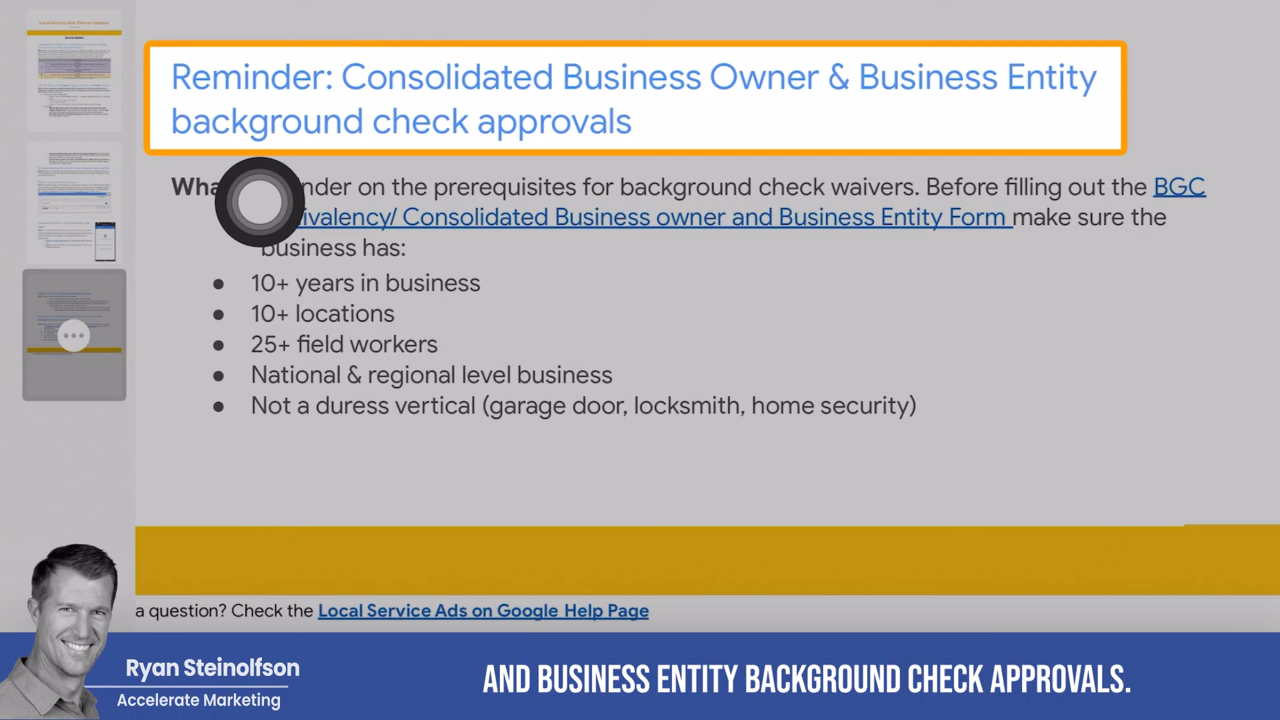 Reminder: Consolidated Business Owner & Business Entity
background check approvals
nder on the prerequisites for background check waivers. Before filling out the BGC
Consolidated Business owner and Business Entity Form make sure the
business has:
● 10+ years in business
● 10+ locations
● 25+ field workers
● National & regional level business
● Not a duress vertical (garage door, locksmith, home security)
a question? Check the Local Service Ads on Google Help Page
Ryan Steinolfson
Accelerate Marketing
AND BUSINESS ENTITY BACKGROUND CHECK APPROVALS.